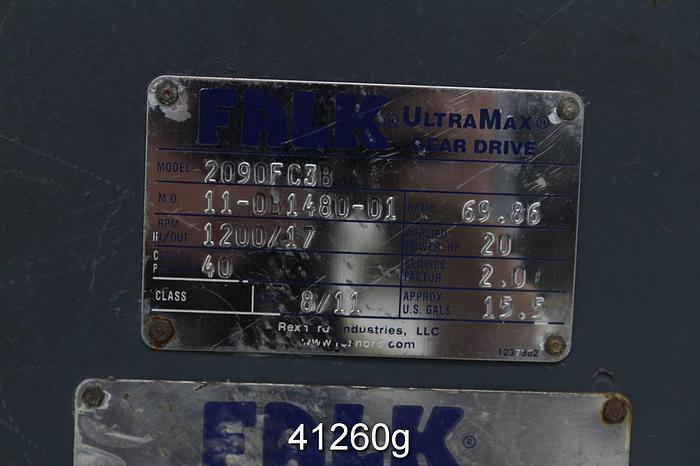 FALK® ULTRAMAX®
GEAR DRIVE
MODEL 2090FC3B
M.O. 11-0B1480-01 RATIO 69.86
RPM IN/OUT 1200/17 APPLIED POWER HP 20
40 SERVICE FACTOR 2.0
CLASS 8/11 APPROX U.S. GALS 15.5
Rexnord Industries, LLC
www.rexnord.com
FALK®
41260g